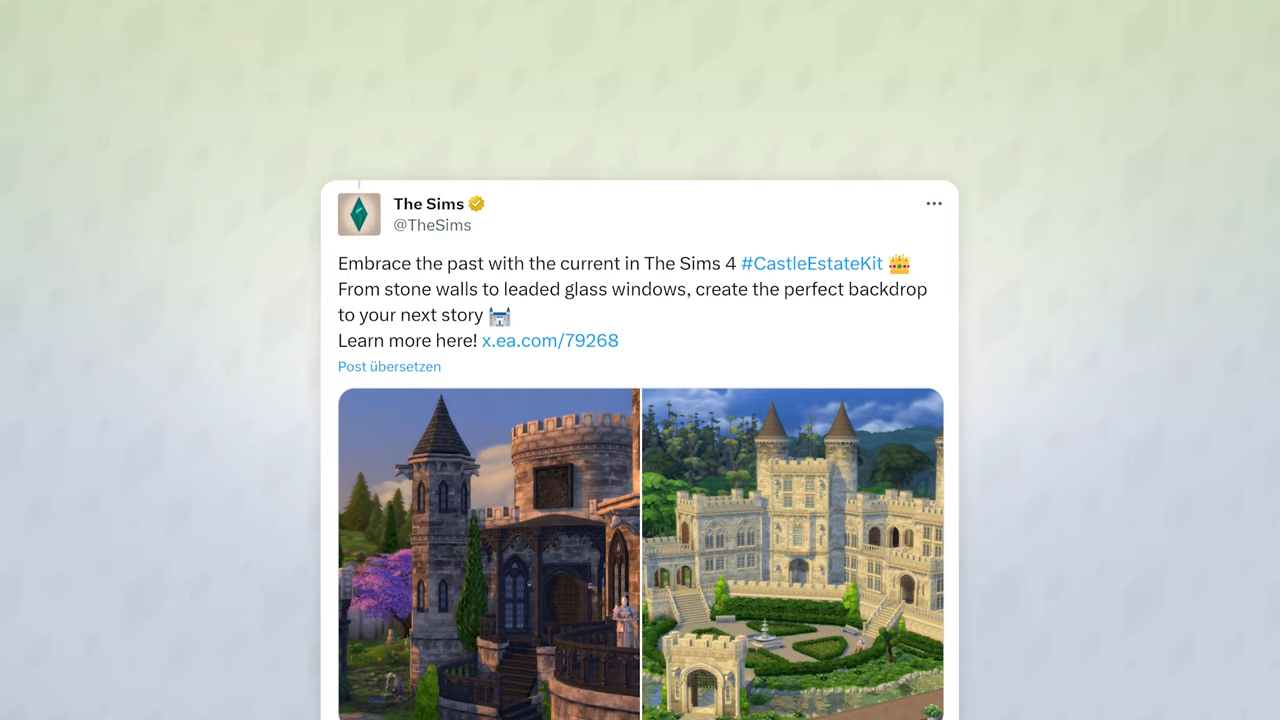 The Sims
@TheSims
Embrace the past with the current in The Sims 4 #CastleEstateKit 👑
From stone walls to leaded glass windows, create the perfect backdrop
to your next story 🏰
Learn more here! x.ea.com/79268
Post übersetzen